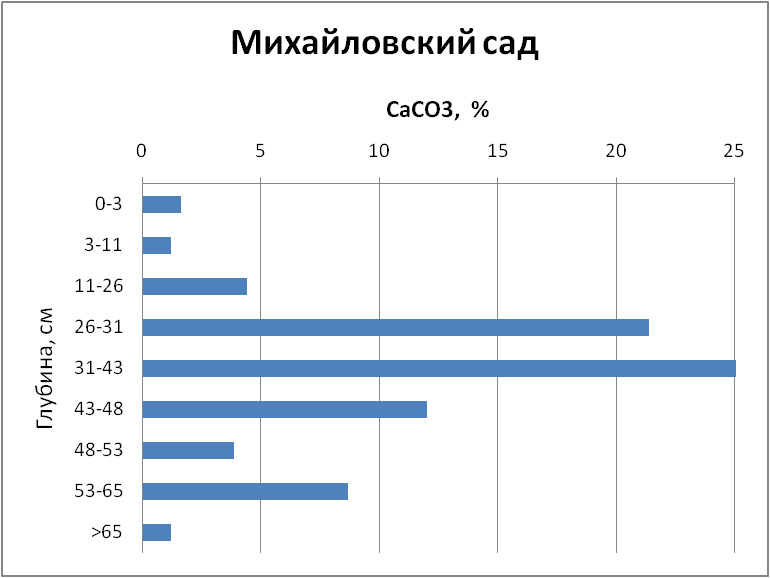 Михайловский сад
CaCO3, %
0 5 10 15 20 25
Глубина, см
0-3
3-11
11-26
26-31
31-43
43-48
48-53
53-65
>65